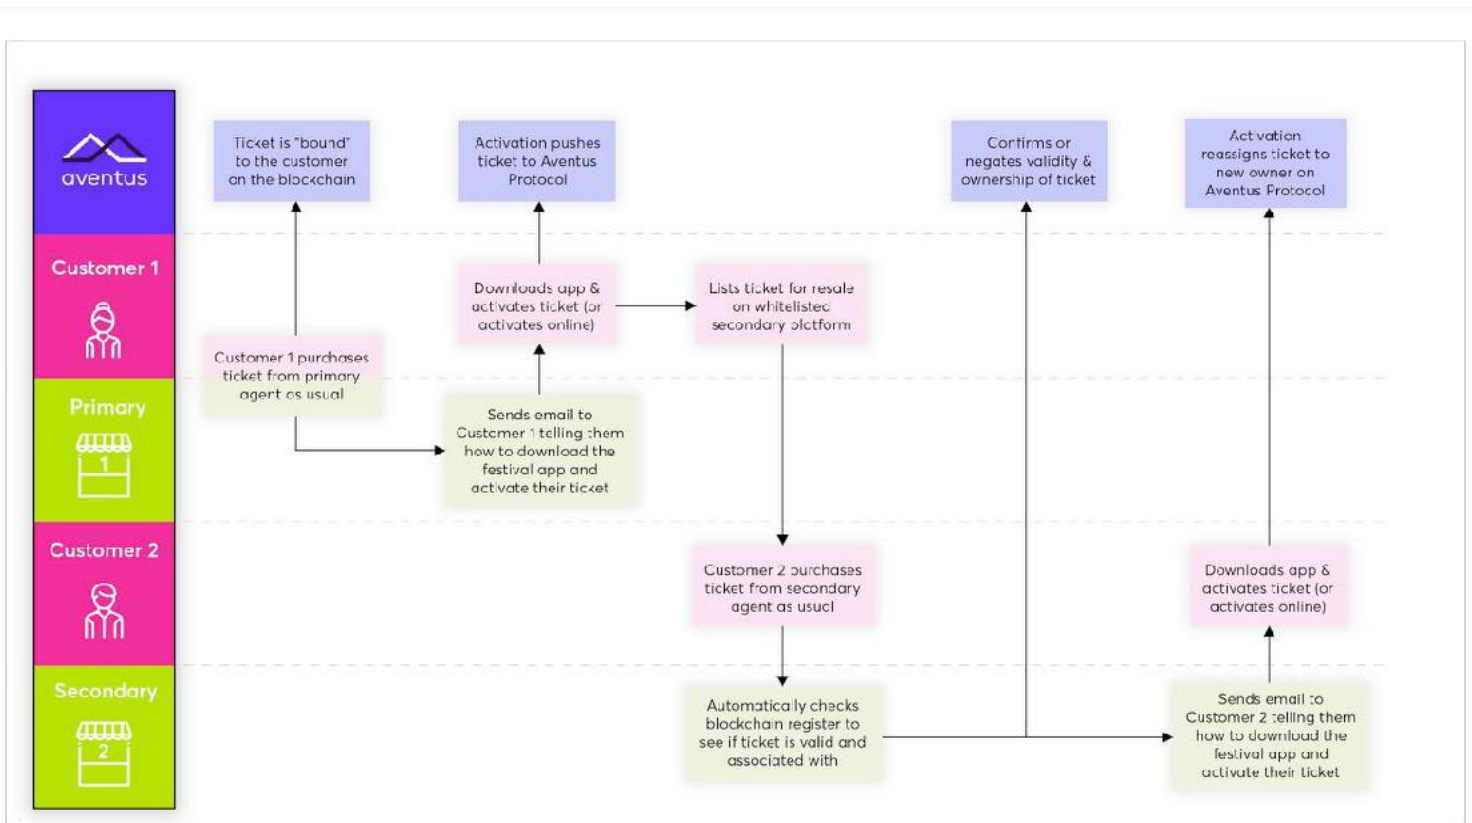 aventus
Ticket is "bound"
to the customer
on the blockchain
Activation pushes
ticket to Aventus
Protocol
Confirms or
negates validity &
ownership of ticket
Activation
reassigns ticket to
new owner on
Aventus Protocol
Customer 1
Downloads app &
activates ticket (or
activates online)
Lists ticket for resale
on whitelisted
secondary platform
Customer 1 purchases
ticket from primary
agent as usual
Primary
1
Sends email to
Customer 1 telling them
how to download the
festival app and
activate their ticket
Customer 2
Customer 2 purchases
ticket from secondary
agent as usual
Downloads app &
activates ticket (or
activates online)
Secondary
2
Automatically checks
blockchain register to
see if ticket is valid and
associated with
Sends email to
Customer 2 telling them
how to download the
festival app and
activate their ticket